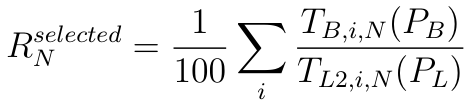 $R_N^{selected} = \frac{1}{100} \sum_i \frac{T_{B,i,N}(P_B)}{T_{L2,i,N}(P_L)}$